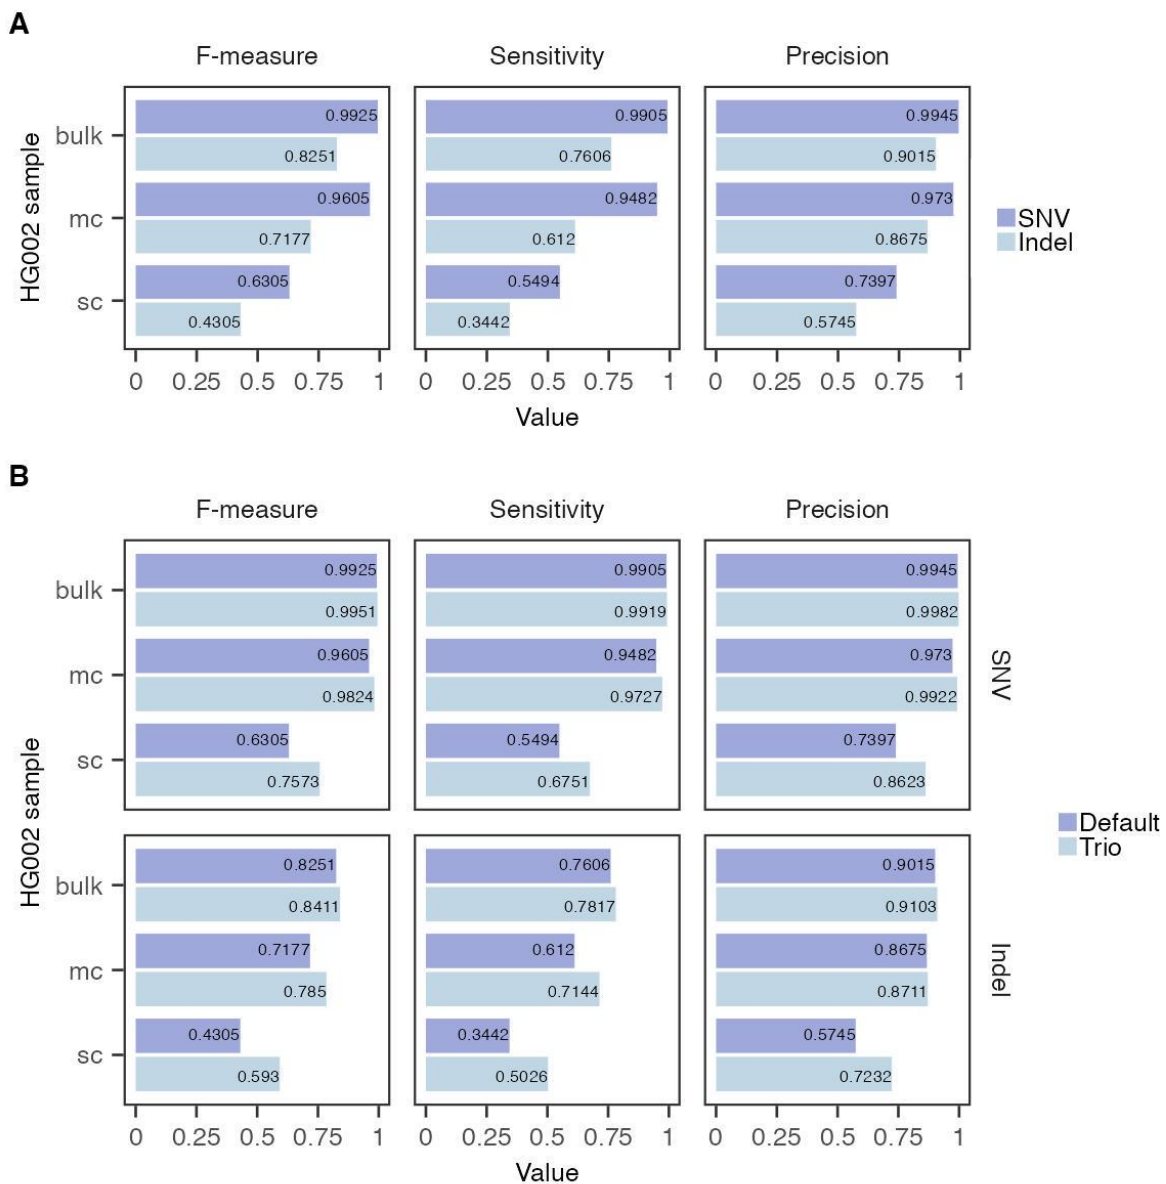 A
F-measure Sensitivity Precision
HG002 sample
bulk
0.9925 0.9905 0.9945
0.8251 0.7606 0.9015
mc
0.9605 0.9482 0.973
0.7177 0.612 0.8675
sc
0.6305 0.5494 0.7397
0.4305 0.3442 0.5745
SNV
Indel
0 0.25 0.5 0.75 1 0 0.25 0.5 0.75 1 0 0.25 0.5 0.75 1
Value
B
F-measure Sensitivity Precision
HG002 sample
bulk
0.9925 0.9905 0.9945
0.9951 0.9919 0.9982
mc
0.9605 0.9482 0.973
0.9824 0.9727 0.9922
sc
0.6305 0.5494 0.7397
0.7573 0.6751 0.8623
SNV
bulk
0.8251 0.7606 0.9015
0.8411 0.7817 0.9103
mc
0.7177 0.612 0.8675
0.785 0.7144 0.8711
sc
0.4305 0.3442 0.5745
0.593 0.5026 0.7232
Indel
Default
Trio
0 0.25 0.5 0.75 1 0 0.25 0.5 0.75 1 0 0.25 0.5 0.75 1
Value